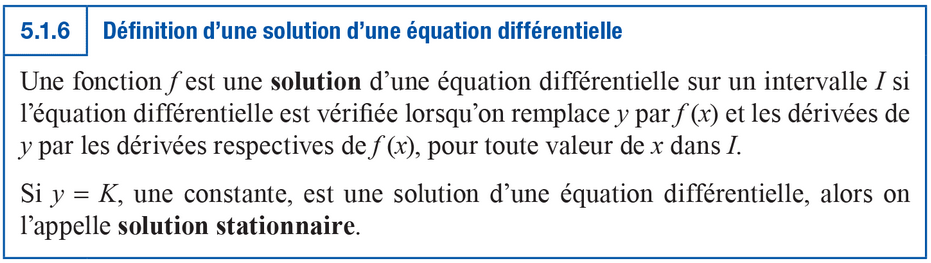 5.1.6 Définition d’une solution d’une équation différentielle
Une fonction f est une solution d’une équation différentielle sur un intervalle I si
l’équation différentielle est vérifiée lorsqu’on remplace y par f (x) et les dérivées de
y par les dérivées respectives de f (x), pour toute valeur de x dans I.
Si y = K, une constante, est une solution d’une équation différentielle, alors on
l’appelle solution stationnaire.